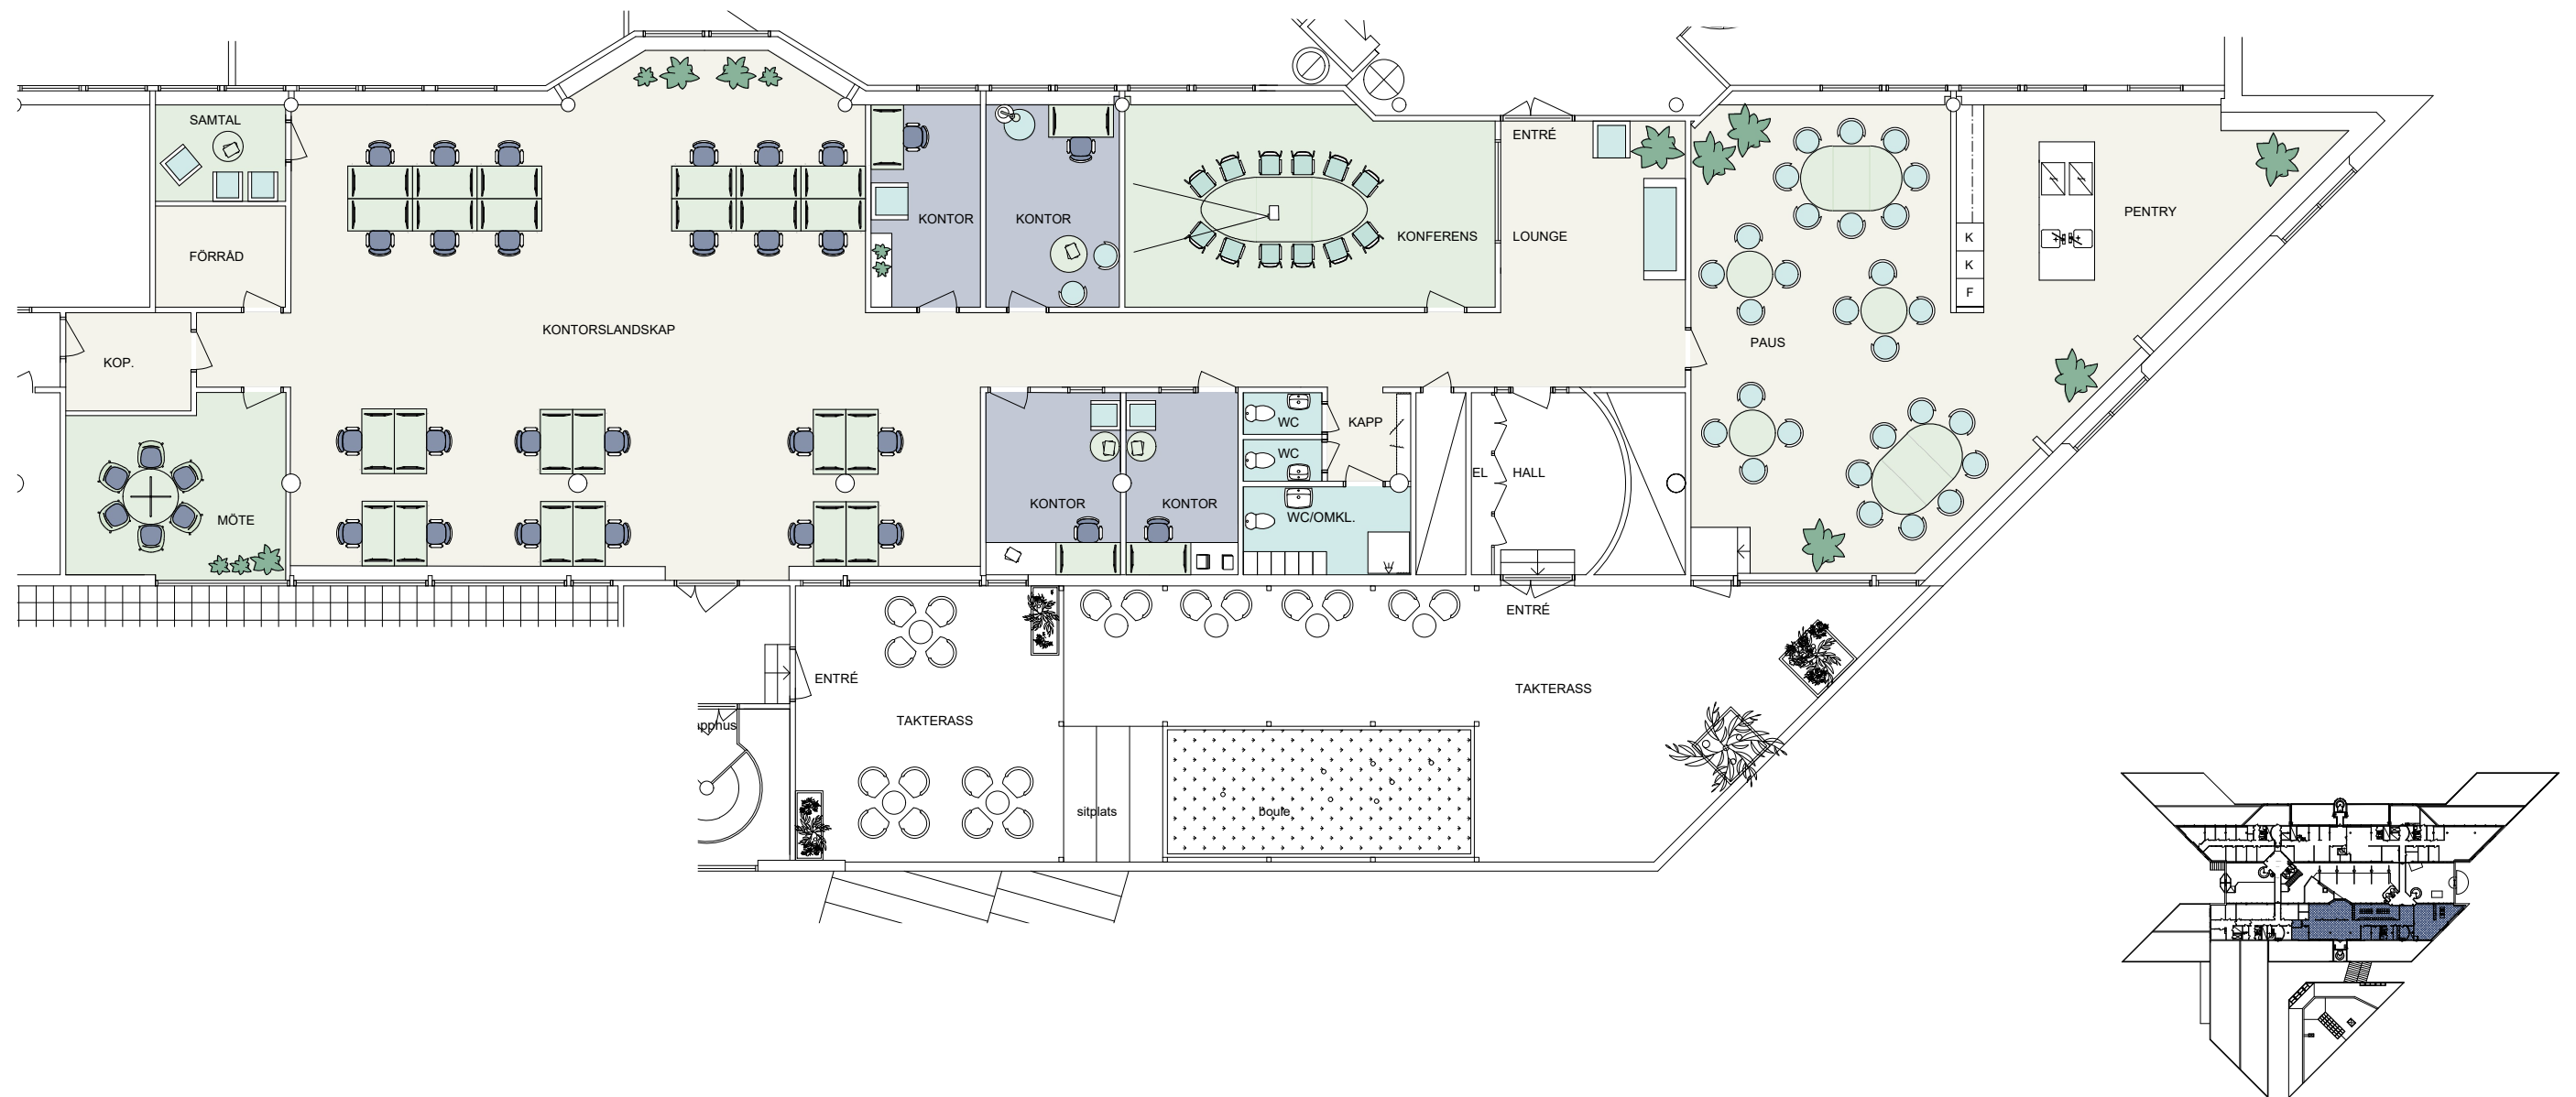 SAMTAL
ENTRÉ
PENTRY
KONTOR
KONTOR
KONFERENS
LOUNGE
K
K
F
FÖRRÅD
KONTORSLANDSKAP
PAUS
KOP.
WC
KAPP
WC
EL
HALL
KONTOR
KONTOR
WC/OMKL.
MÖTE
ENTRÉ
ENTRÉ
TAKTERASS
TAKTERASS
sitplats
boule